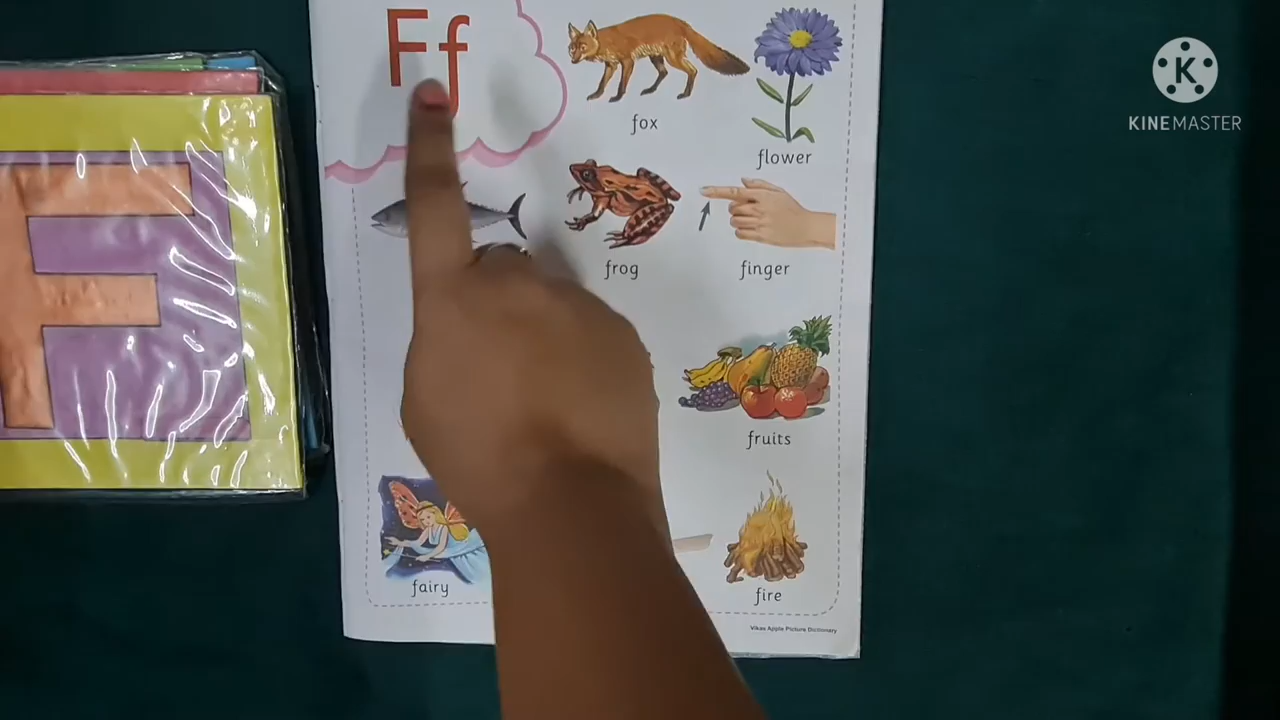 Ff
fox
flower
frog
finger
fruits
fairy
fire
Vikas Apple Picture Dictionary
F
K
KINEMASTER